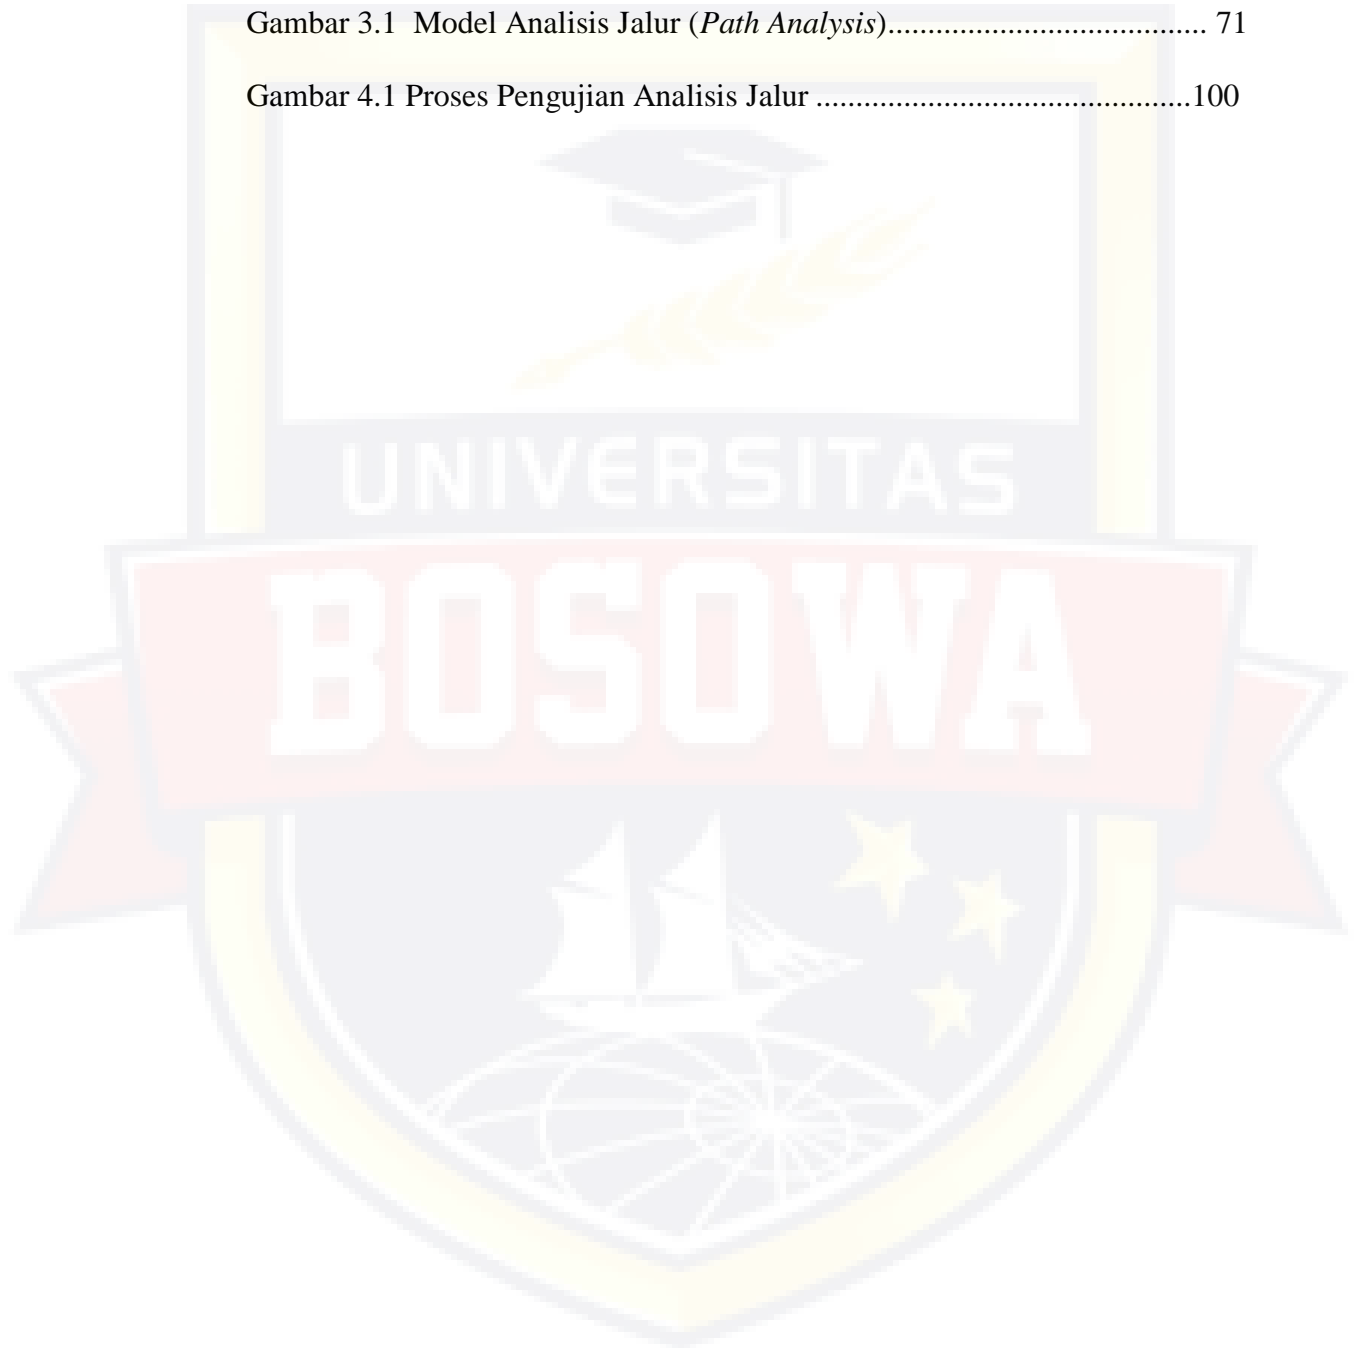 Gambar 3.1  Model Analisis Jalur (Path Analysis)........................................ 71
Gambar 4.1 Proses Pengujian Analisis Jalur ...............................................100
UNIVERSITAS
BOSOWA